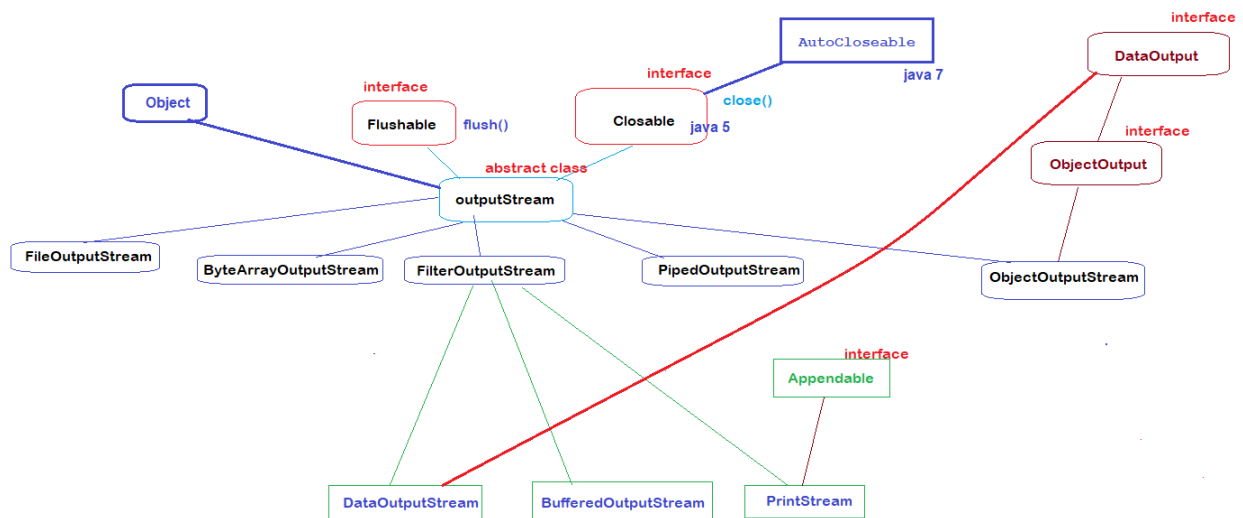 interface
AutoCloseable
DataOutput
java 7
interface
interface
Object
close()
Flushable
flush()
Closable
java 5
interface
ObjectOutput
abstract class
outputStream
FileOutputStream
ByteArrayOutputStream
FilterOutputStream
PipedOutputStream
ObjectOutputStream
interface
Appendable
DataOutputStream
BufferedOutputStream
PrintStream